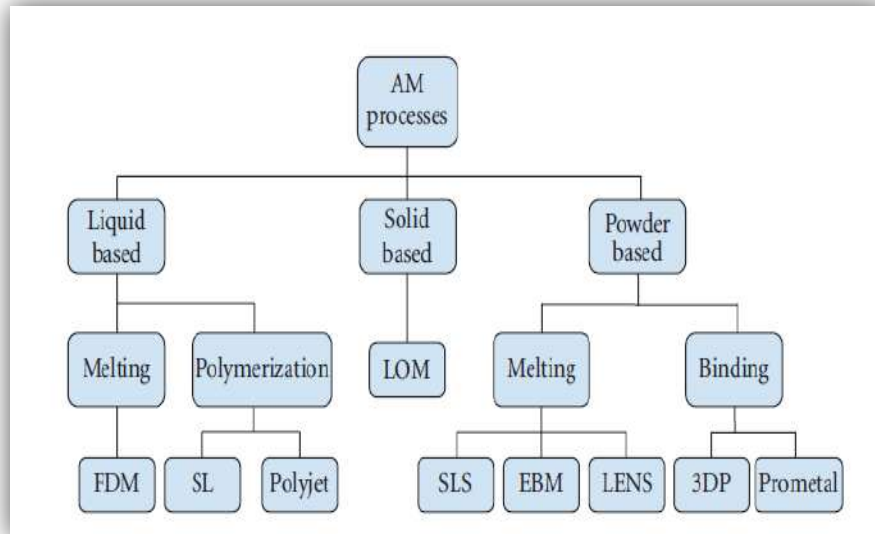 AM
processes
Liquid
based
Solid
based
Powder
based
Melting
Polymerization
LOM
Melting
Binding
FDM
SL
Polyjet
SLS
EBM
LENS
3DP
Prometal